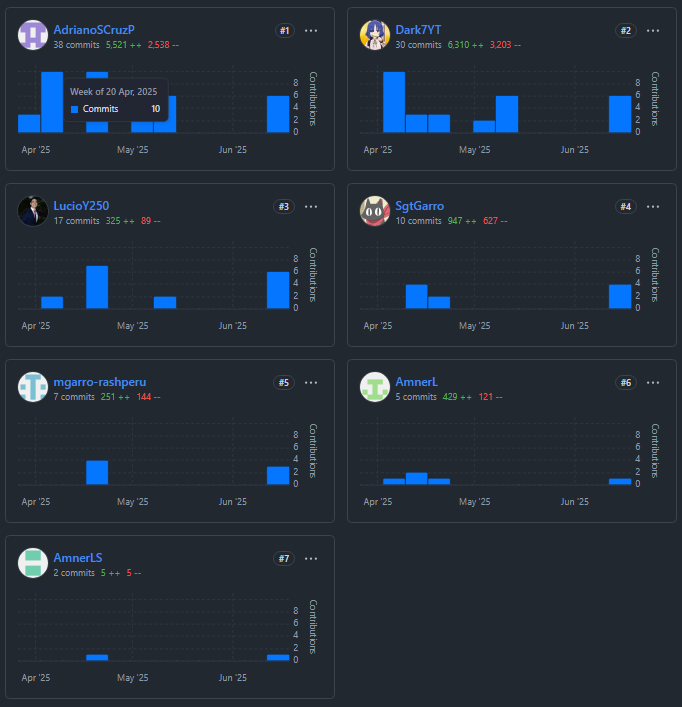 AdrianoSCruzP #1 ···
38 commits 5,521 ++ 2,538 --
Week of 20 Apr, 2025
Commits 10
8
6
4
2
0
Contributions
Apr '25 May '25 Jun '25
Dark7YT #2 ···
30 commits 6,310 ++ 3,203 --
8
6
4
2
0
Contributions
Apr '25 May '25 Jun '25
LucioY250 #3 ···
17 commits 325 ++ 89 --
8
6
4
2
0
Contributions
Apr '25 May '25 Jun '25
SgtGarro #4 ···
10 commits 947 ++ 627 --
8
6
4
2
0
Contributions
Apr '25 May '25 Jun '25
mgarro-rashperu #5 ···
7 commits 251 ++ 144 --
8
6
4
2
0
Contributions
Apr '25 May '25 Jun '25
AmnerL #6 ···
5 commits 429 ++ 121 --
8
6
4
2
0
Contributions
Apr '25 May '25 Jun '25
AmnerLS #7 ···
2 commits 5 ++ 5 --
8
6
4
2
0
Contributions
Apr '25 May '25 Jun '25